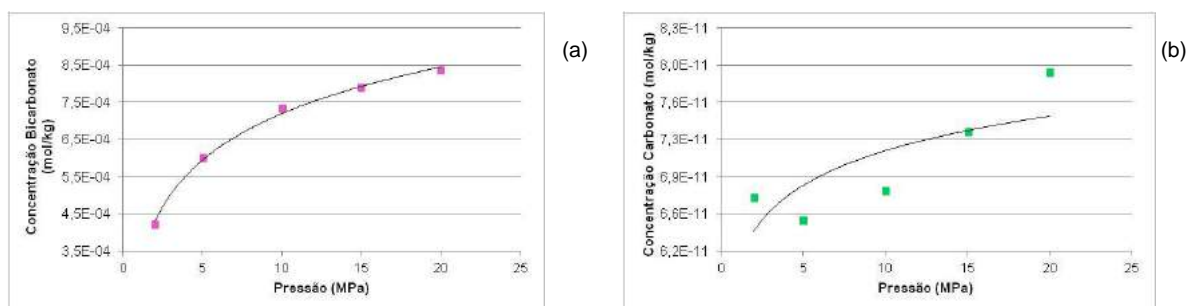 9,5E-04
8,5E-04
7,5E-04
6,5E-04
5,5E-04
4,5E-04
3,5E-04
Concentração Bicarbonato
(mol/kg)
0 5 10 15 20 25
Pressão (MPa)
(a)
8,3E-11
8,0E-11
7,6E-11
7,3E-11
6,9E-11
6,6E-11
6,2E-11
Concentração Carbonato (mol/kg)
0 5 10 15 20 25
Pressão (MPa)
(b)